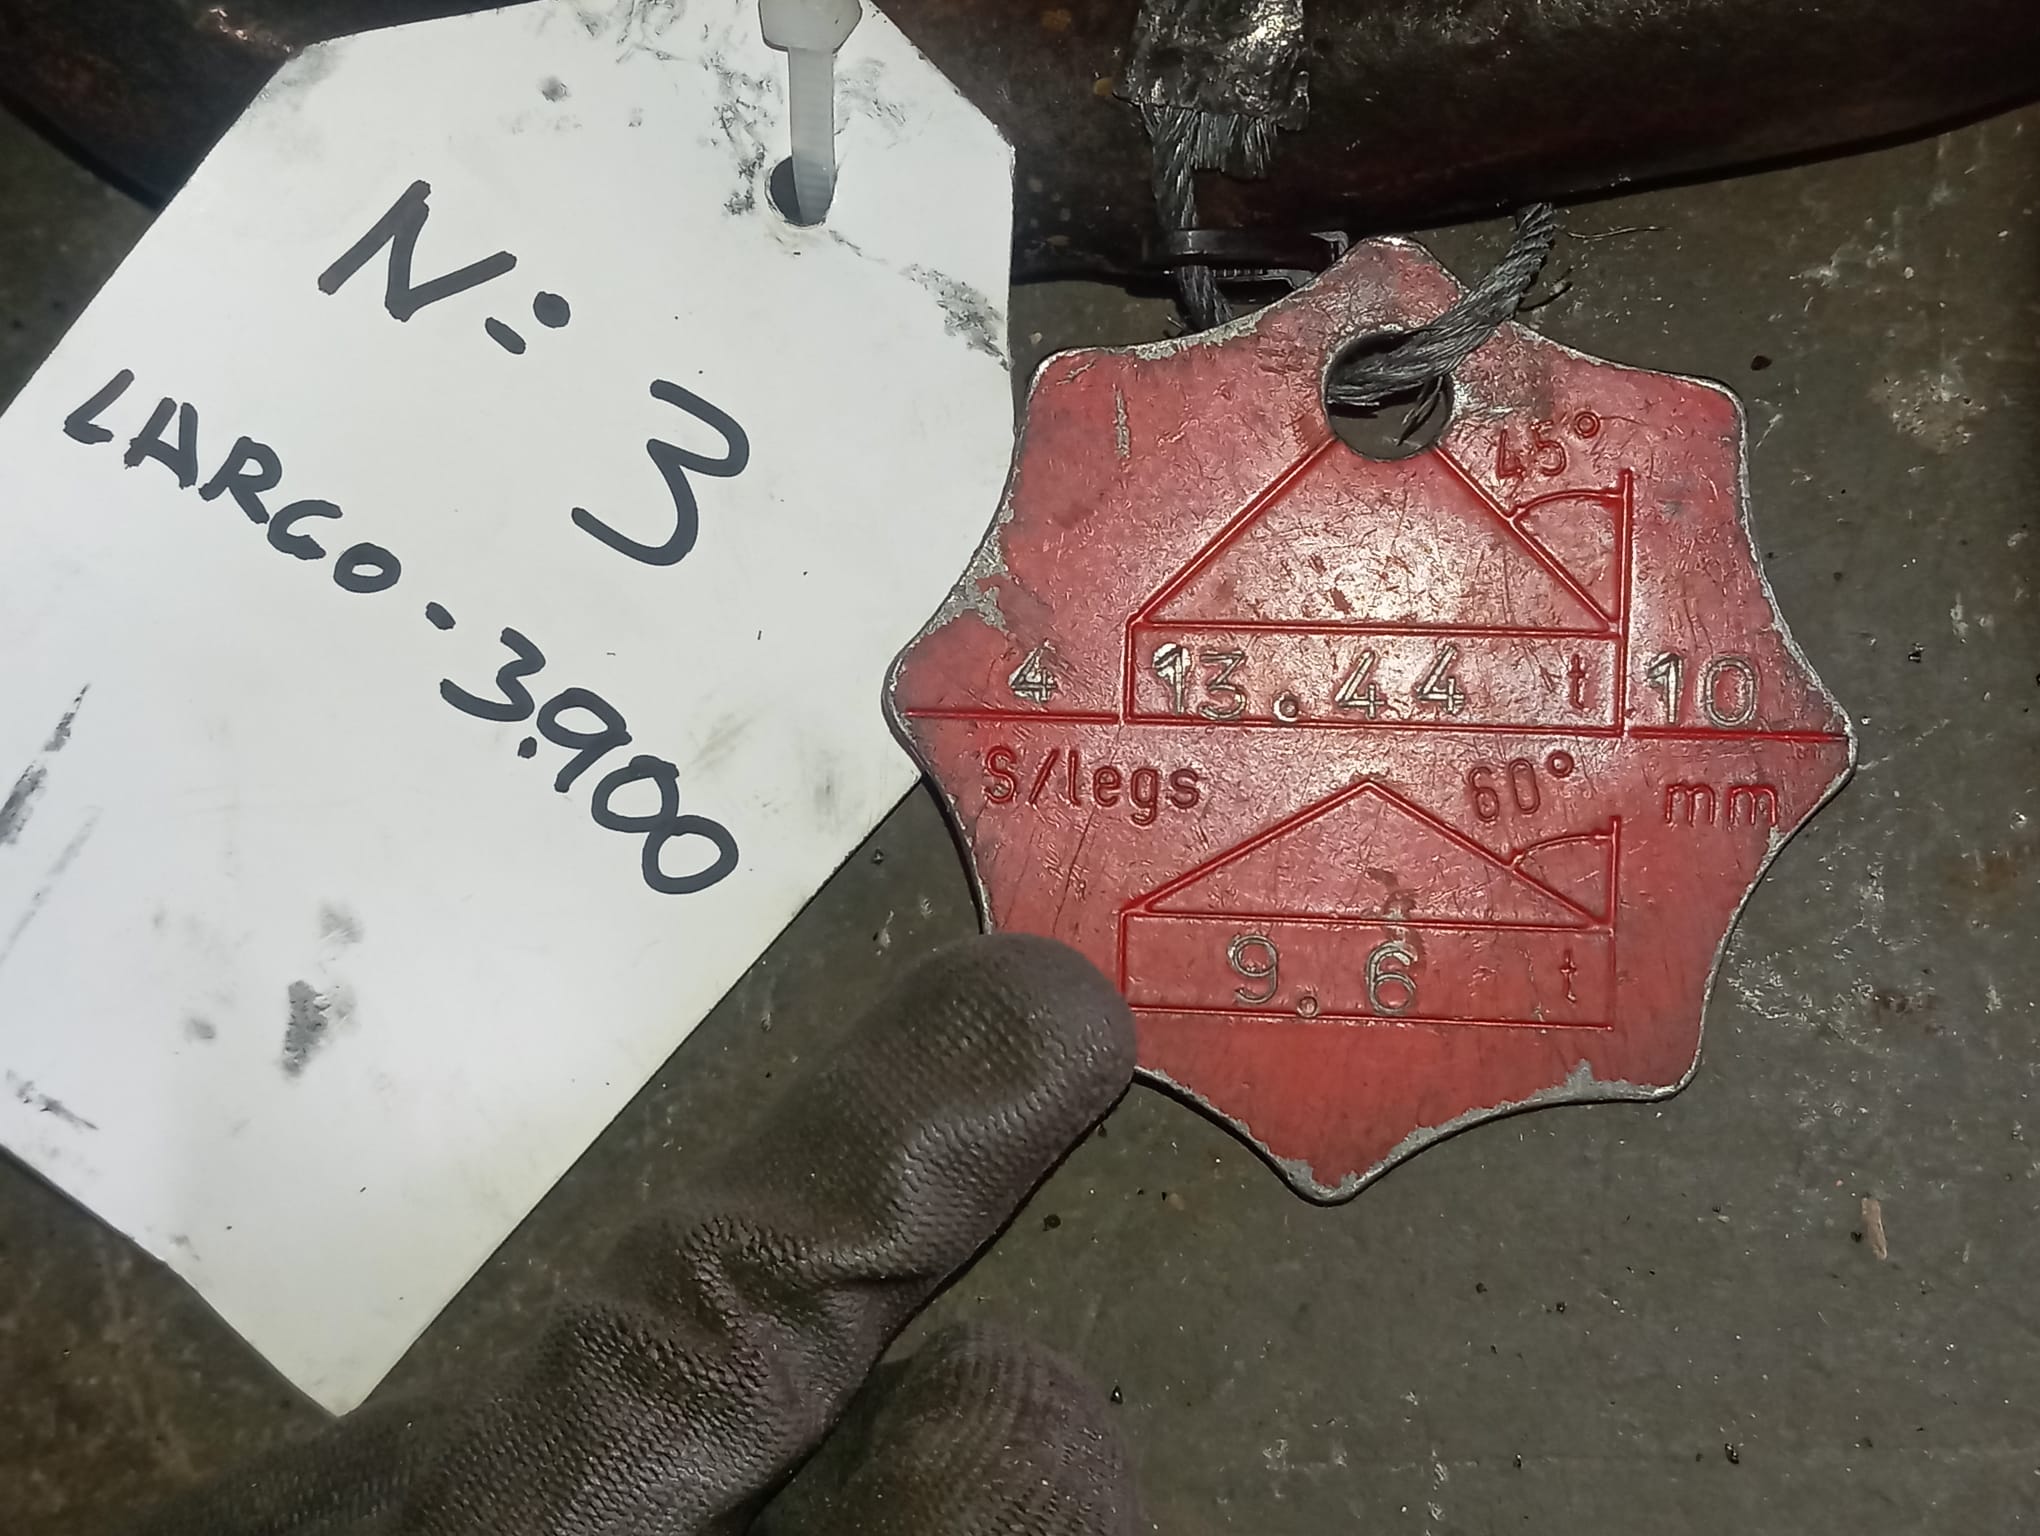 N:
3
LARGO - 3.900
45°
4 13.44 t 10
S/legs 60° mm
9.6 t